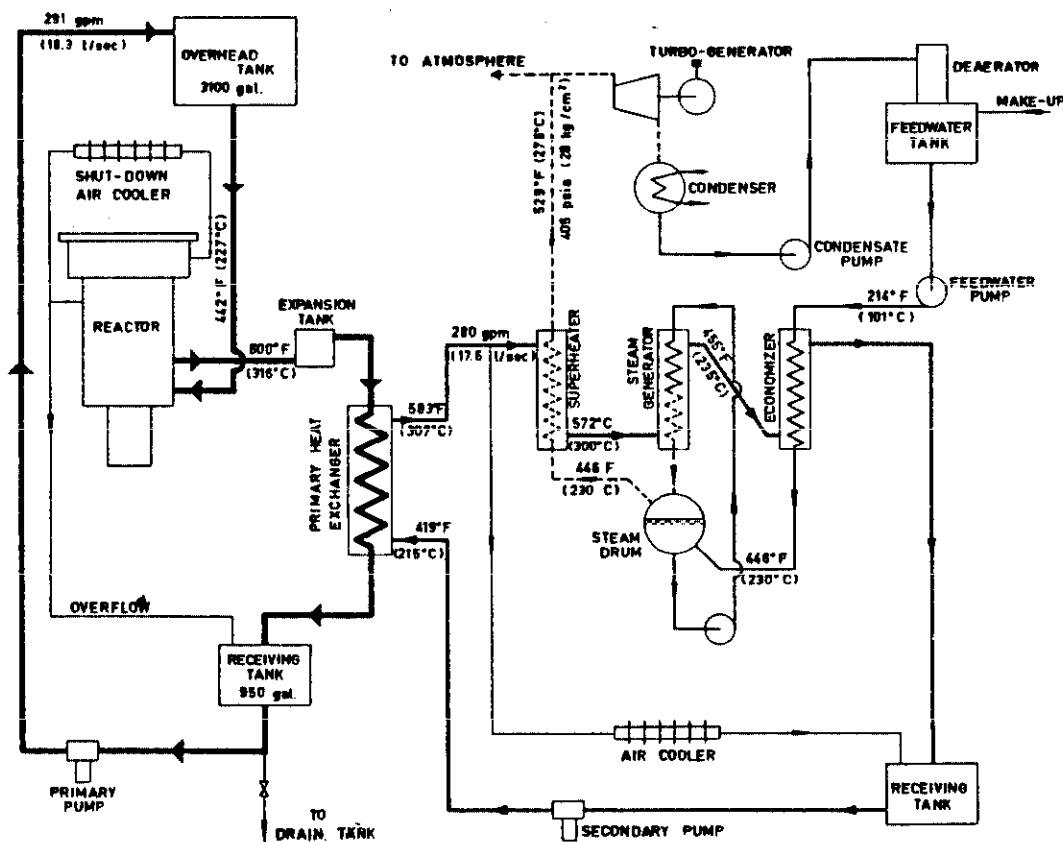 291 gpm
(18.3 l/sec)
OVERHEAD
TANK
3100 gal.
SHUT-DOWN
AIR COOLER
442°F (227°C)
REACTOR
EXPANSION
TANK
600°F
(316°C)
PRIMARY HEAT
EXCHANGER
583°F
(307°C)
419°F
(215°C)
OVERFLOW
RECEIVING
TANK
950 gal.
PRIMARY
PUMP
TO
DRAIN TANK
TO ATMOSPHERE
TURBO-GENERATOR
529°F (276°C)
405 psia (28 kg/cm²)
CONDENSER
CONDENSATE
PUMP
DEAERATOR
MAKE-UP
FEEDWATER
TANK
FEEDWATER
PUMP
214°F
(101°C)
280 gpm
(17.6 l/sec)
SUPERHEATER
STEAM
GENERATOR
455°F
(235°C)
ECONOMIZER
572°C
(300°C)
446 F
(230 C)
STEAM
DRUM
446°F
(230°C)
AIR COOLER
RECEIVING
TANK
SECONDARY PUMP